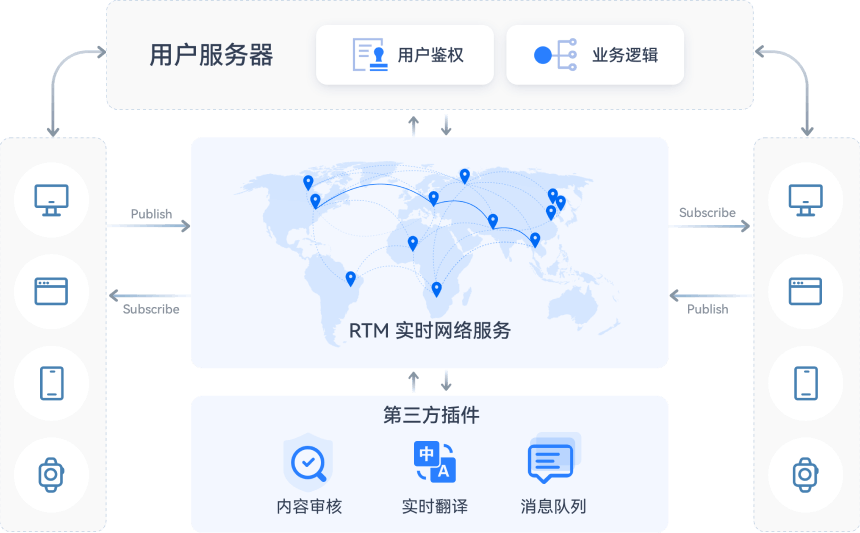 用户服务器
用户鉴权
业务逻辑
Publish
Subscribe
Subscribe
Publish
RTM 实时网络服务
第三方插件
中
A
内容审核
实时翻译
消息队列